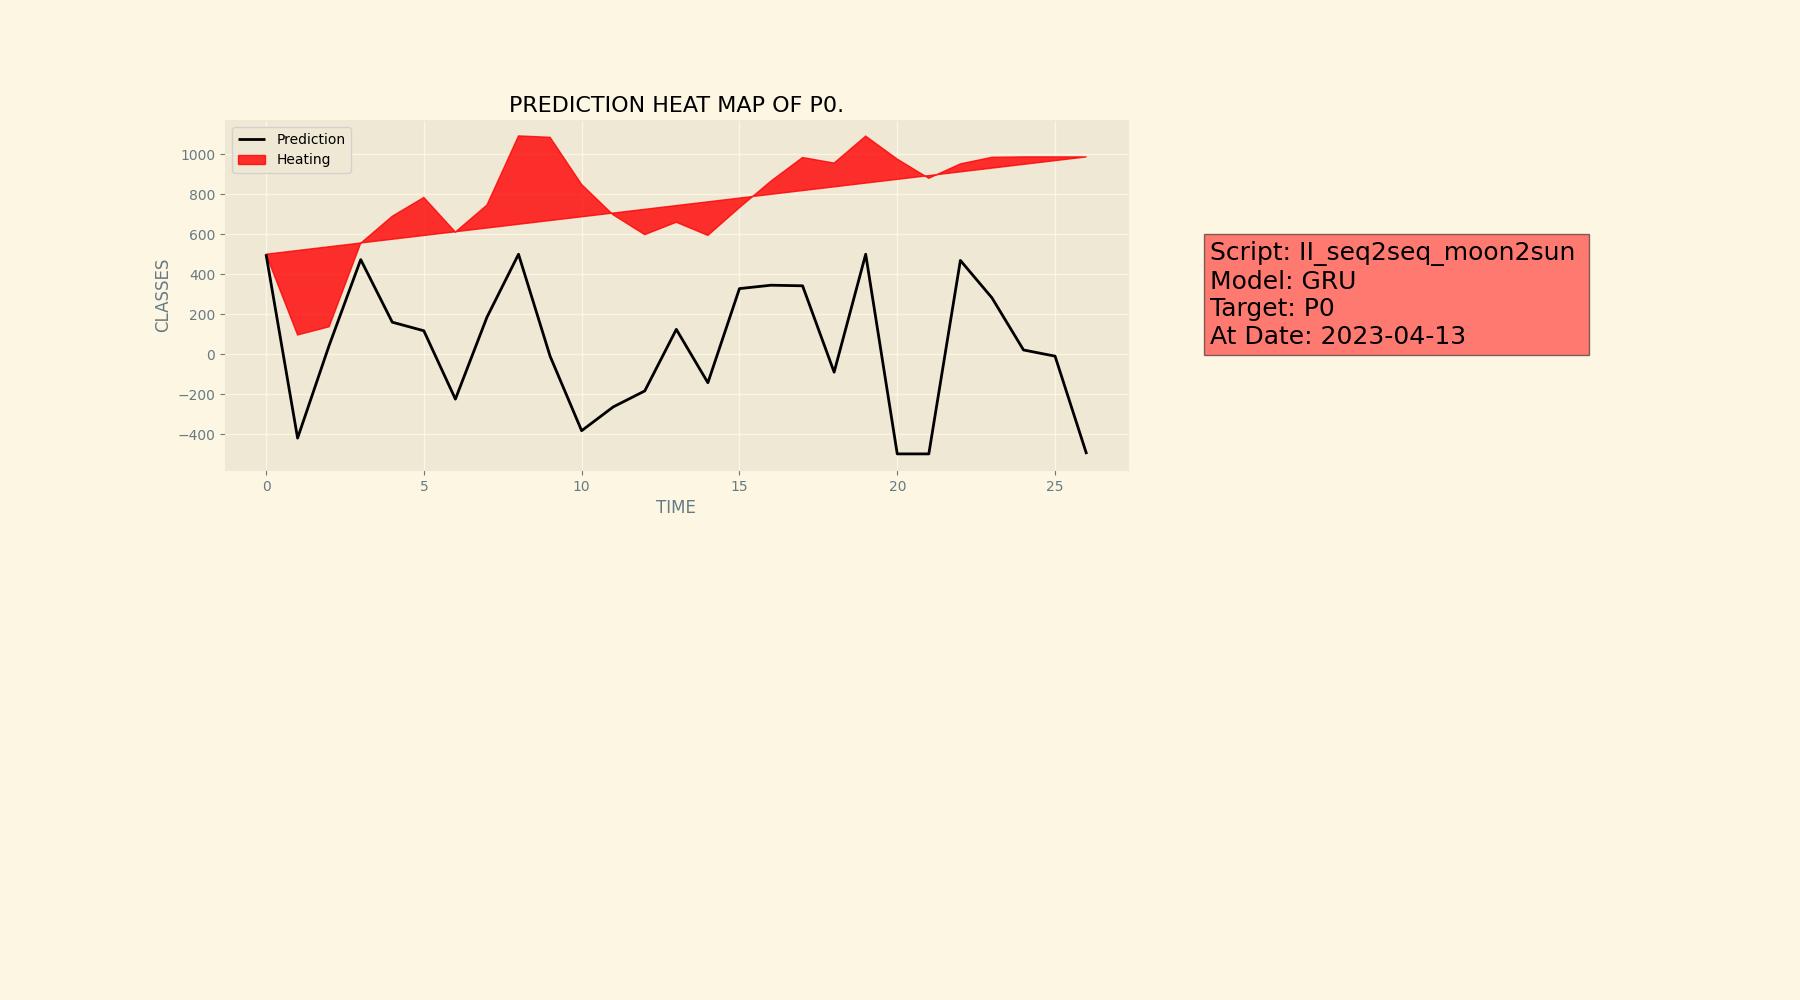 PREDICTION HEAT MAP OF P0.
Prediction
Heating
1000
800
600
400
200
0
−200
−400
CLASSES
0 5 10 15 20 25
TIME
Script: II_seq2seq_moon2sun
Model: GRU
Target: P0
At Date: 2023-04-13